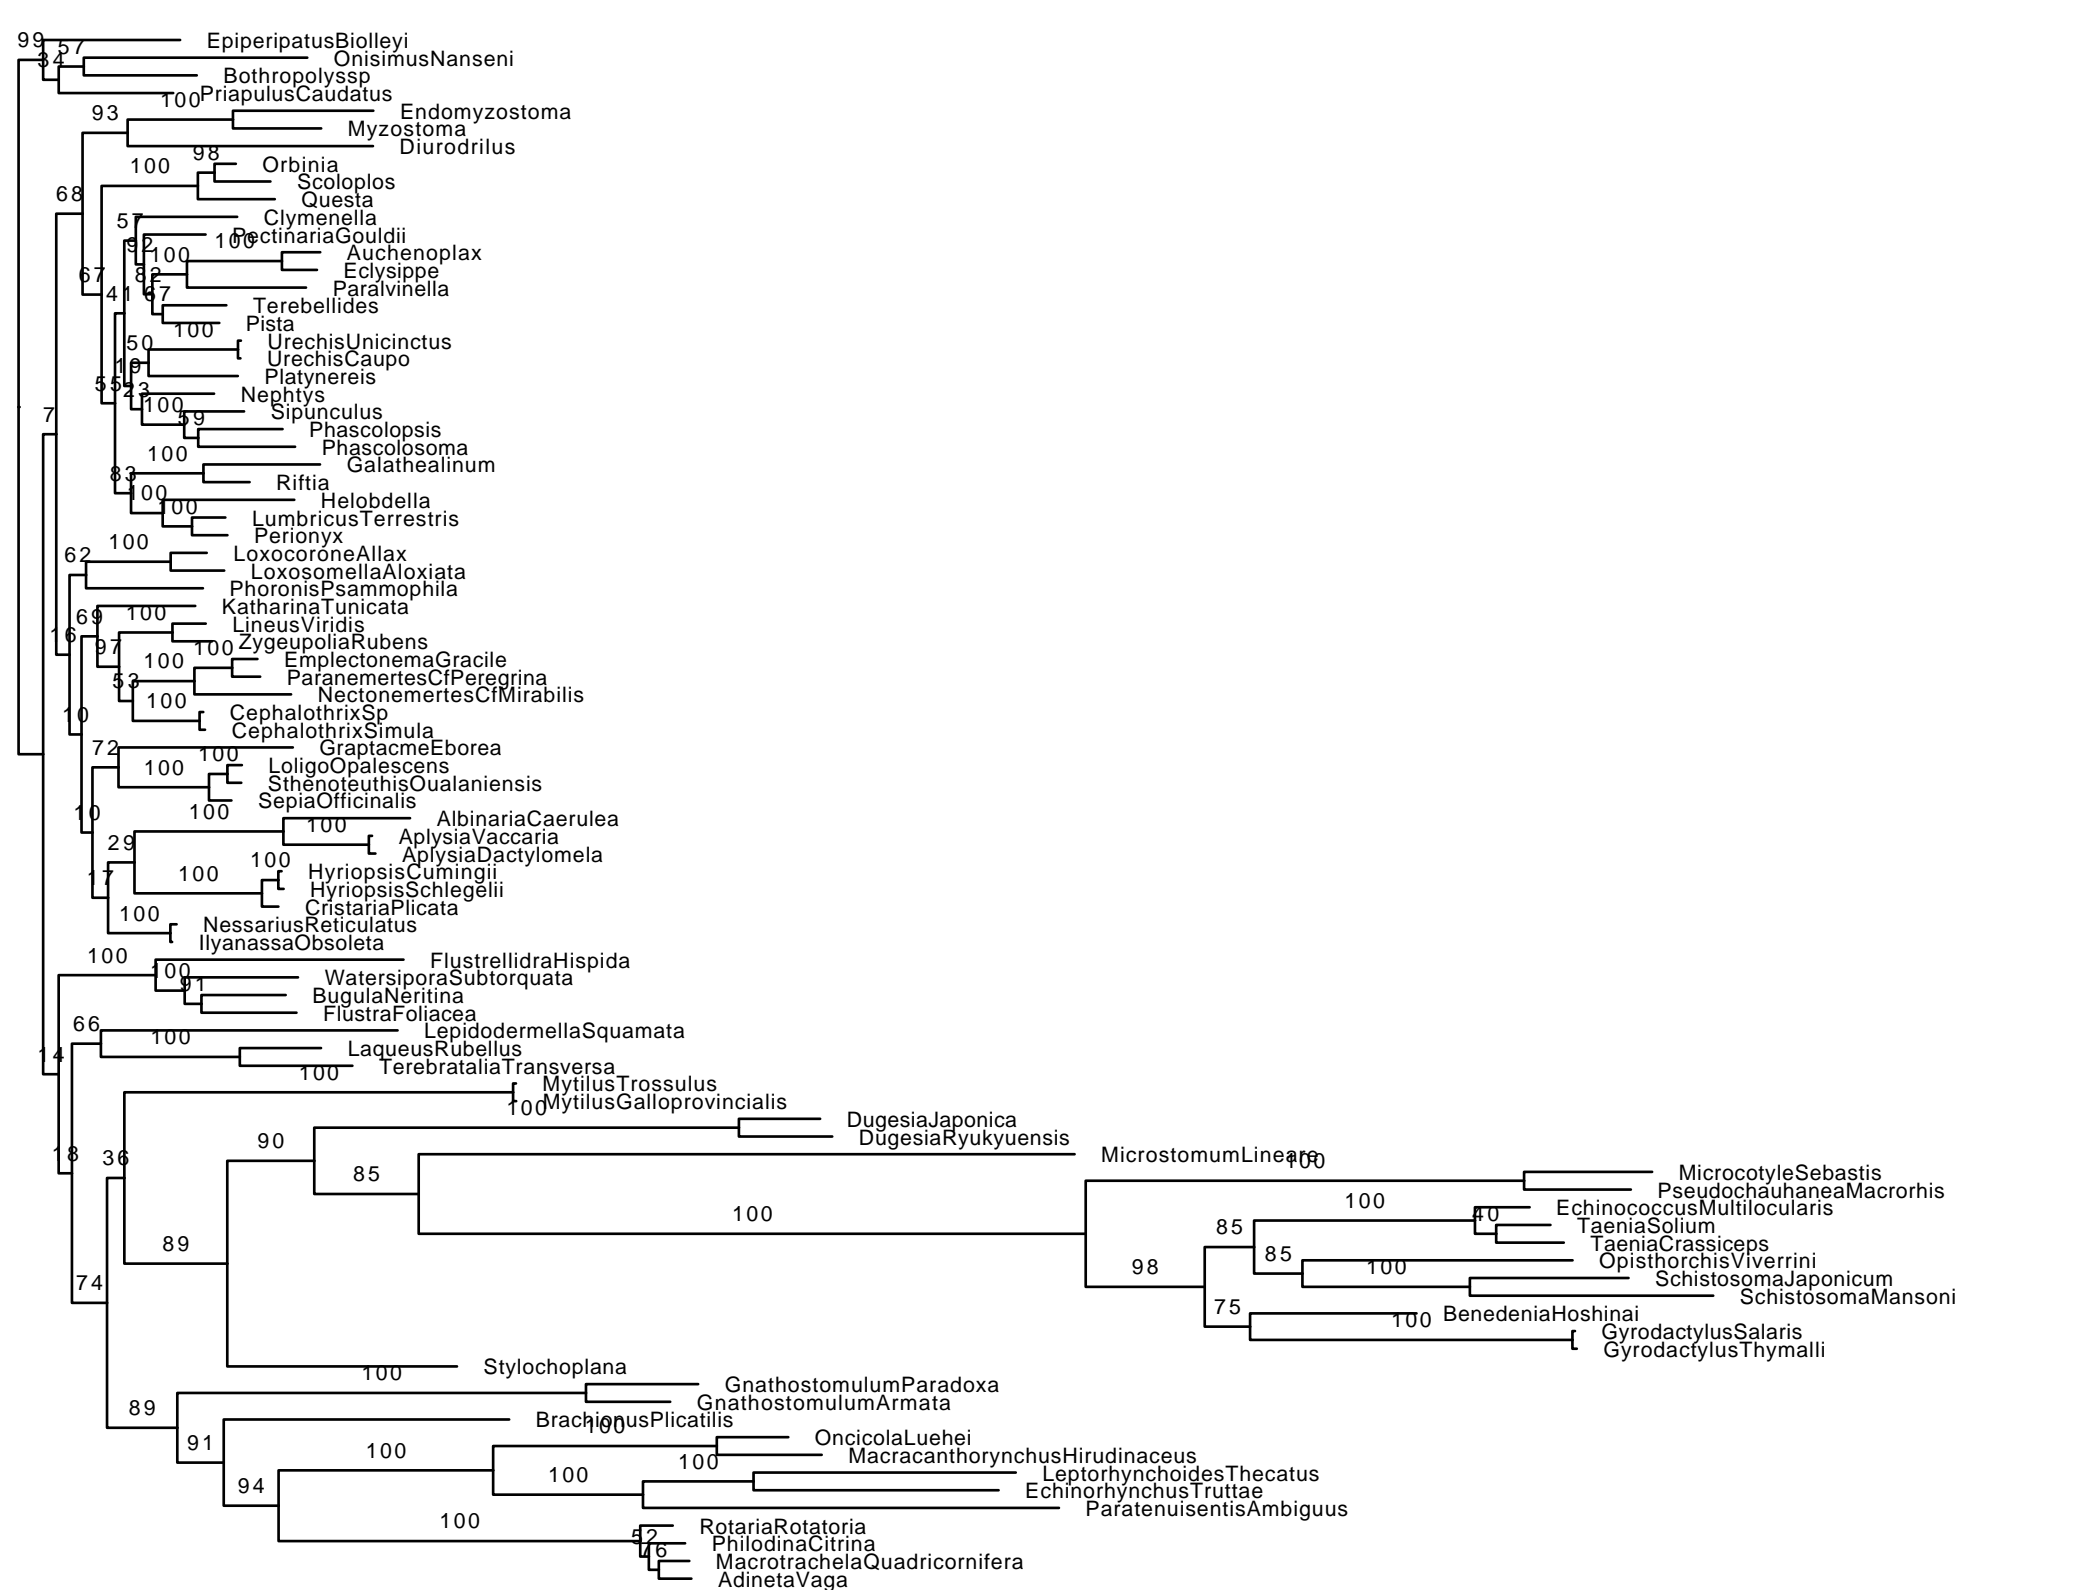 99
57
EpiperipatusBiolleyi
34
OnisimusNanseni
Bothropolyssp
100
PriapulusCaudatus
93
Endomyzostoma
Myzostoma
Diurodrilus
98
100
Orbinia
Scoloplos
68
Questa
57
Clymenella
92
100
PectinariaGouldii
100
Auchenoplax
67
82
Eclysippe
41
67
Paralvinella
Terebellides
100
Pista
50
UrechisUnicinctus
19
UrechisCaupo
55
Platynereis
23
Nephtys
100
7
59
Sipunculus
Phascolopsis
100
Phascolosoma
83
Galathealinum
Riftia
100
Helobdella
100
LumbricusTerrestris
Perionyx
100
62
LoxocoroneAllax
LoxosomellaAloxiata
PhoronisPsammophila
KatharinaTunicata
69
100
LineusViridis
16
97
100
ZygeupoliaRubens
100
EmplectonemaGracile
53
ParanemertesCfPeregrina
100
NectonemertesCfMirabilis
10
CephalothrixSp
CephalothrixSimula
72
100
GraptacmeEborea
100
LoligoOpalescens
SthenoteuthisOualaniensis
SepiaOfficinalis
10
100
AlbinariaCaerulea
100
29
AplysiaVaccaria
AplysiaDactylomela
100
17
100
HyriopsisCumingii
HyriopsisSchlegelii
100
CristariaPlicata
NessariusReticulatus
IlyanassaObsoleta
100
FlustrellidraHispida
100
WatersiporaSubtorquata
91
BugulaNeritina
FlustraFoliacea
66
LepidodermellaSquamata
100
14
LaqueusRubellus
100
TerebrataliaTransversa
MytilusTrossulus
100
MytilusGalloprovincialis
DugesiaJaponica
90
DugesiaRyukyuensis
18
36
MicrostomumLineare
100
85
MicrocotyleSebastis
PseudochauhaneaMacrorhis
100
100
40
EchinococcusMultilocularis
85
TaeniaSolium
89
85
TaeniaCrassiceps
98
100
OpisthorchisViverrini
74
SchistosomaJaponicum
SchistosomaMansoni
75
100
BenedeniaHoshinai
GyrodactylusSalaris
GyrodactylusThymalli
100
Stylochoplana
GnathostomulumParadoxa
89
GnathostomulumArmata
100
BrachionusPlicatilis
91
100
OncicolaLuehei
100
MacracanthorynchusHirudinaceus
94
100
LeptorhynchoidesThecatus
EchinorhynchusTruttae
100
ParatenuisentisAmbiguus
52
RotariaRotatoria
76
PhilodinaCitrina
MacrotrachelaQuadricornifera
AdinetaVaga